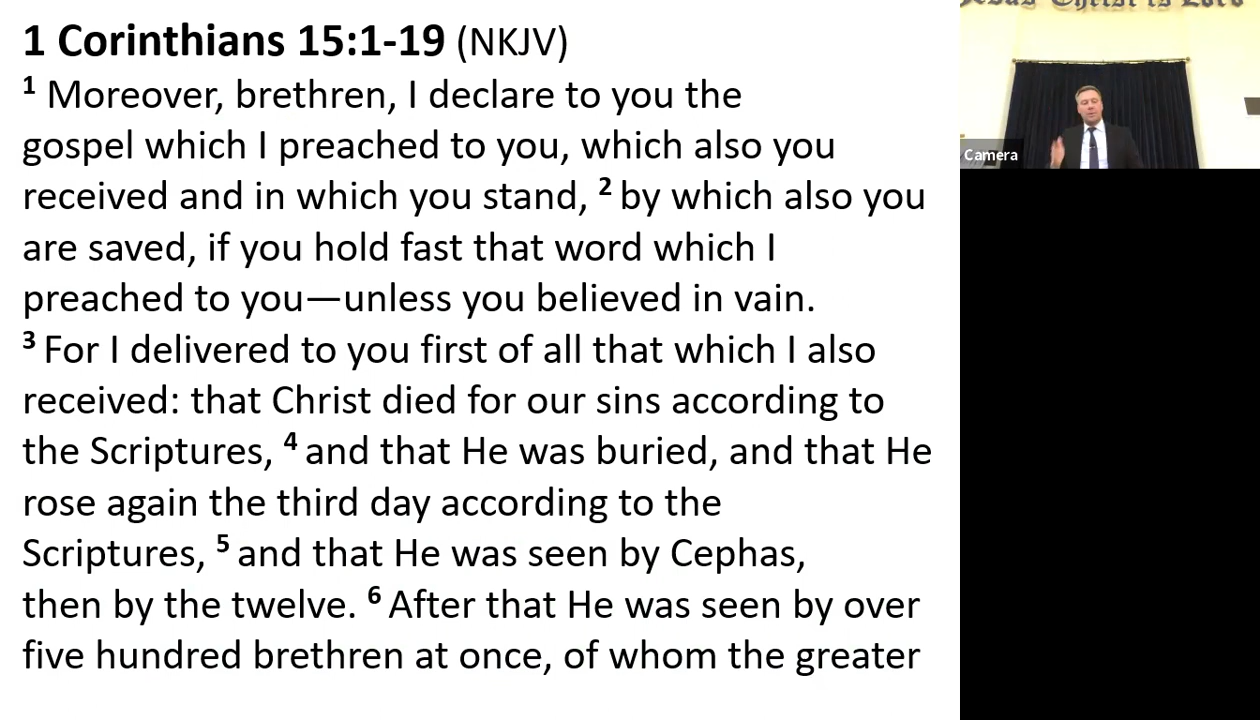 1 Corinthians 15:1-19 (NKJV)
1 Moreover, brethren, I declare to you the
gospel which I preached to you, which also you
received and in which you stand, 2 by which also you
are saved, if you hold fast that word which I
preached to you—unless you believed in vain.
3 For I delivered to you first of all that which I also
received: that Christ died for our sins according to
the Scriptures, 4 and that He was buried, and that He
rose again the third day according to the
Scriptures, 5 and that He was seen by Cephas,
then by the twelve. 6 After that He was seen by over
five hundred brethren at once, of whom the greater
Jesus Christ is Lord
Camera